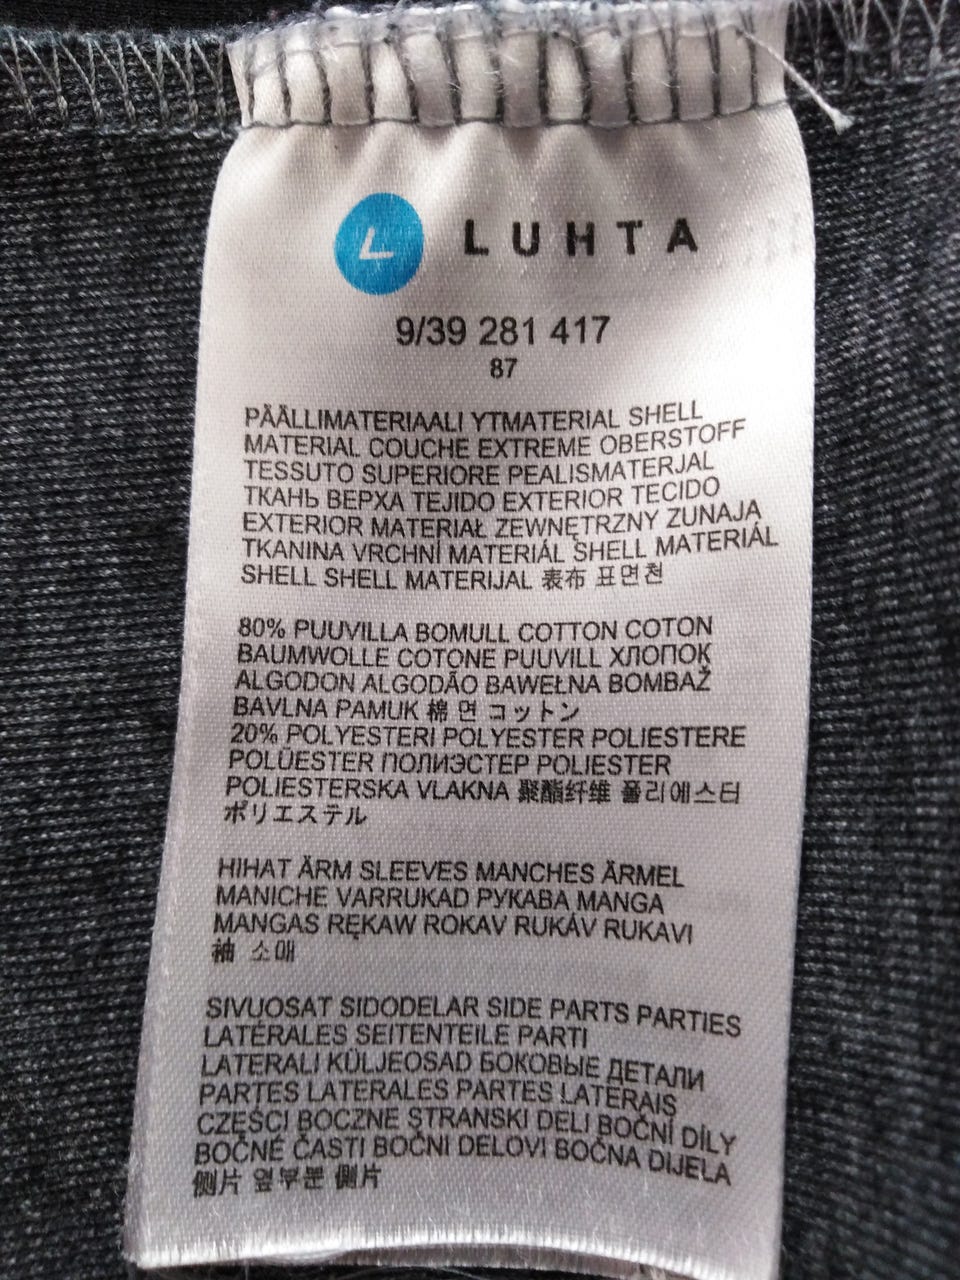 L LUHTA
9/39 281 417
87
PÄÄLLIMATERIAALI YTMATERIAL SHELL
MATERIAL COUCHE EXTREME OBERSTOFF
TESSUTO SUPERIORE PEALISMATERJAL
ТКАНЬ ВЕРХА TEJIDO EXTERIOR TECIDO
EXTERIOR MATERIAŁ ZEWNĘTRZNY ZUNAJĄ
TKANINA VRCHNÍ MATERIÁL SHELL MATERIÁL
SHELL SHELL MATERIJAL 表布 표면천
80% PUUVILLA BOMULL COTTON COTON
BAUMWOLLE COTONE PUUVILL ХЛОПОК
ALGODON ALGODÃO BAWEŁNA BOMBAŽ
BAVLNA PAMUK 棉 면 コットン
20% POLYESTERI POLYESTER POLIESTERE
POLÜESTER ПОЛИЭСТЕР POLIESTER
POLIESTERSKA VLAKNA 聚酯纤维 폴리에스터
ポリエステル
HIHAT ÄRM SLEEVES MANCHES ÄRMEL
MANICHE VARRUKAD РУКАВА MANGA
MANGAS RĘKAW ROKAV RUKÁV RUKAVI
袖 소매
SIVUOSAT SIDODELAR SIDE PARTS PARTIES
LATÉRALES SEITENTEILE PARTI
LATERALI KÜLJEOSAD БОКОВЫЕ ДЕТАЛИ
PARTES LATERALES PARTES LATERAIS
CZĘŚCI BOCZNE STRANSKI DELI BOČNÍ DÍLY
BOČNÉ ČASTI BOČNI DELOVI BOČNA DIJELA
侧片 옆부분 側片